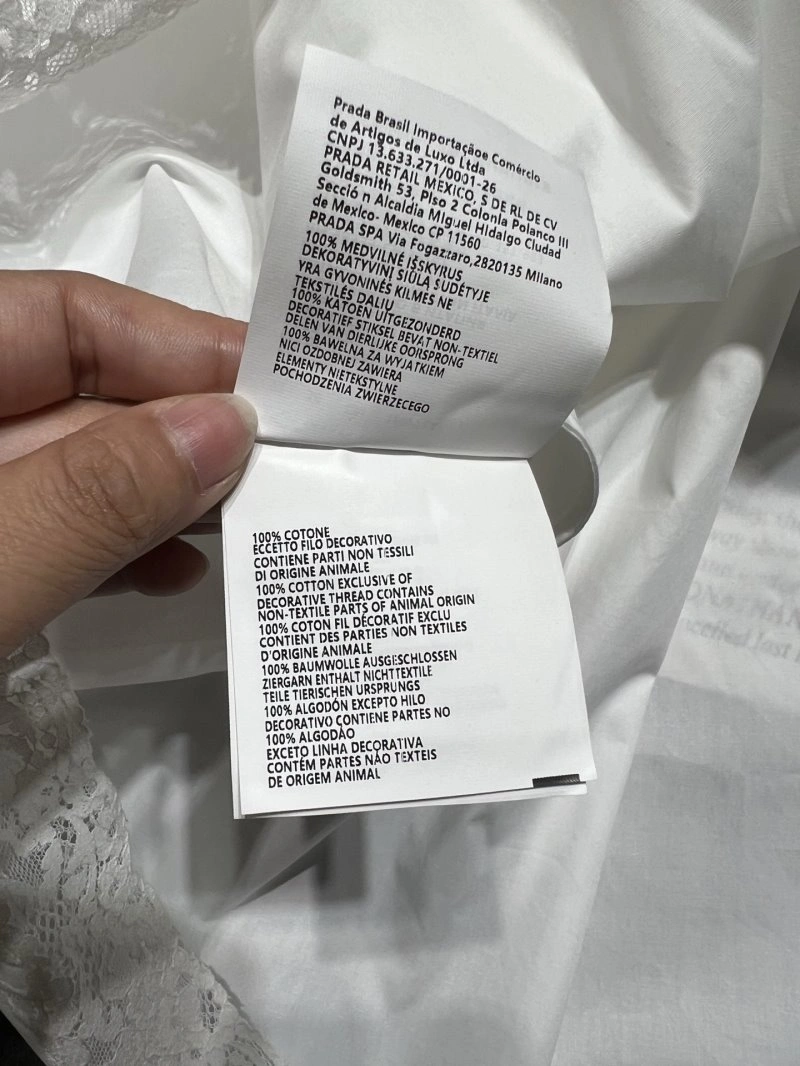 Prada Brasil Importaçãoe Comércio
de Artigos de Luxo Ltda
CNPJ 13.633.271/0001-26
PRADA RETAIL MEXICO, S DE RL DE CV
Goldsmith 53, Piso 2 Colonia Polanco III
Secció n Alcaldia Miguel Hidalgo Ciudad
de Mexico- Mexico CP 11560
PRADA SPA Via Fogazzaro,2820135 Milano
100% MEDVILNĖ IŠSKYRUS
DEKORATYVINĮ SIŪLĄ SUDĖTYJE
YRA GYVONINĖS KILMĖS NE
TEKSTILĖS DALIŲ
100% KATOEN UITGEZONDERD
DECORATIEF STIKSEL BEVAT NON-TEXTIEL
DELEN VAN DIERLIJKE OORSPRONG
100% BAWEŁNA ZA WYJATKIEM
NICI OZDOBNEJ ZAWIERA
ELEMENTY NIETEKSTYLNE
POCHODZENIA ZWIERZECEGO
100% COTONE
ECCETTO FILO DECORATIVO
CONTIENE PARTI NON TESSILI
DI ORIGINE ANIMALE
100% COTTON EXCLUSIVE OF
DECORATIVE THREAD CONTAINS
NON-TEXTILE PARTS OF ANIMAL ORIGIN
100% COTON FIL DÉCORATIF EXCLU
CONTIENT DES PARTIES NON TEXTILES
D'ORIGINE ANIMALE
100% BAUMWOLLE AUSGESCHLOSSEN
ZIERGARN ENTHALT NICHTTEXTILE
TEILE TIERISCHEN URSPRUNGS
100% ALGODÓN EXCEPTO HILO
DECORATIVO CONTIENE PARTES NO
100% ALGODÃO
EXCETO LINHA DECORATIVA
CONTÉM PARTES NÃO TEXTEIS
DE ORIGEM ANIMAL